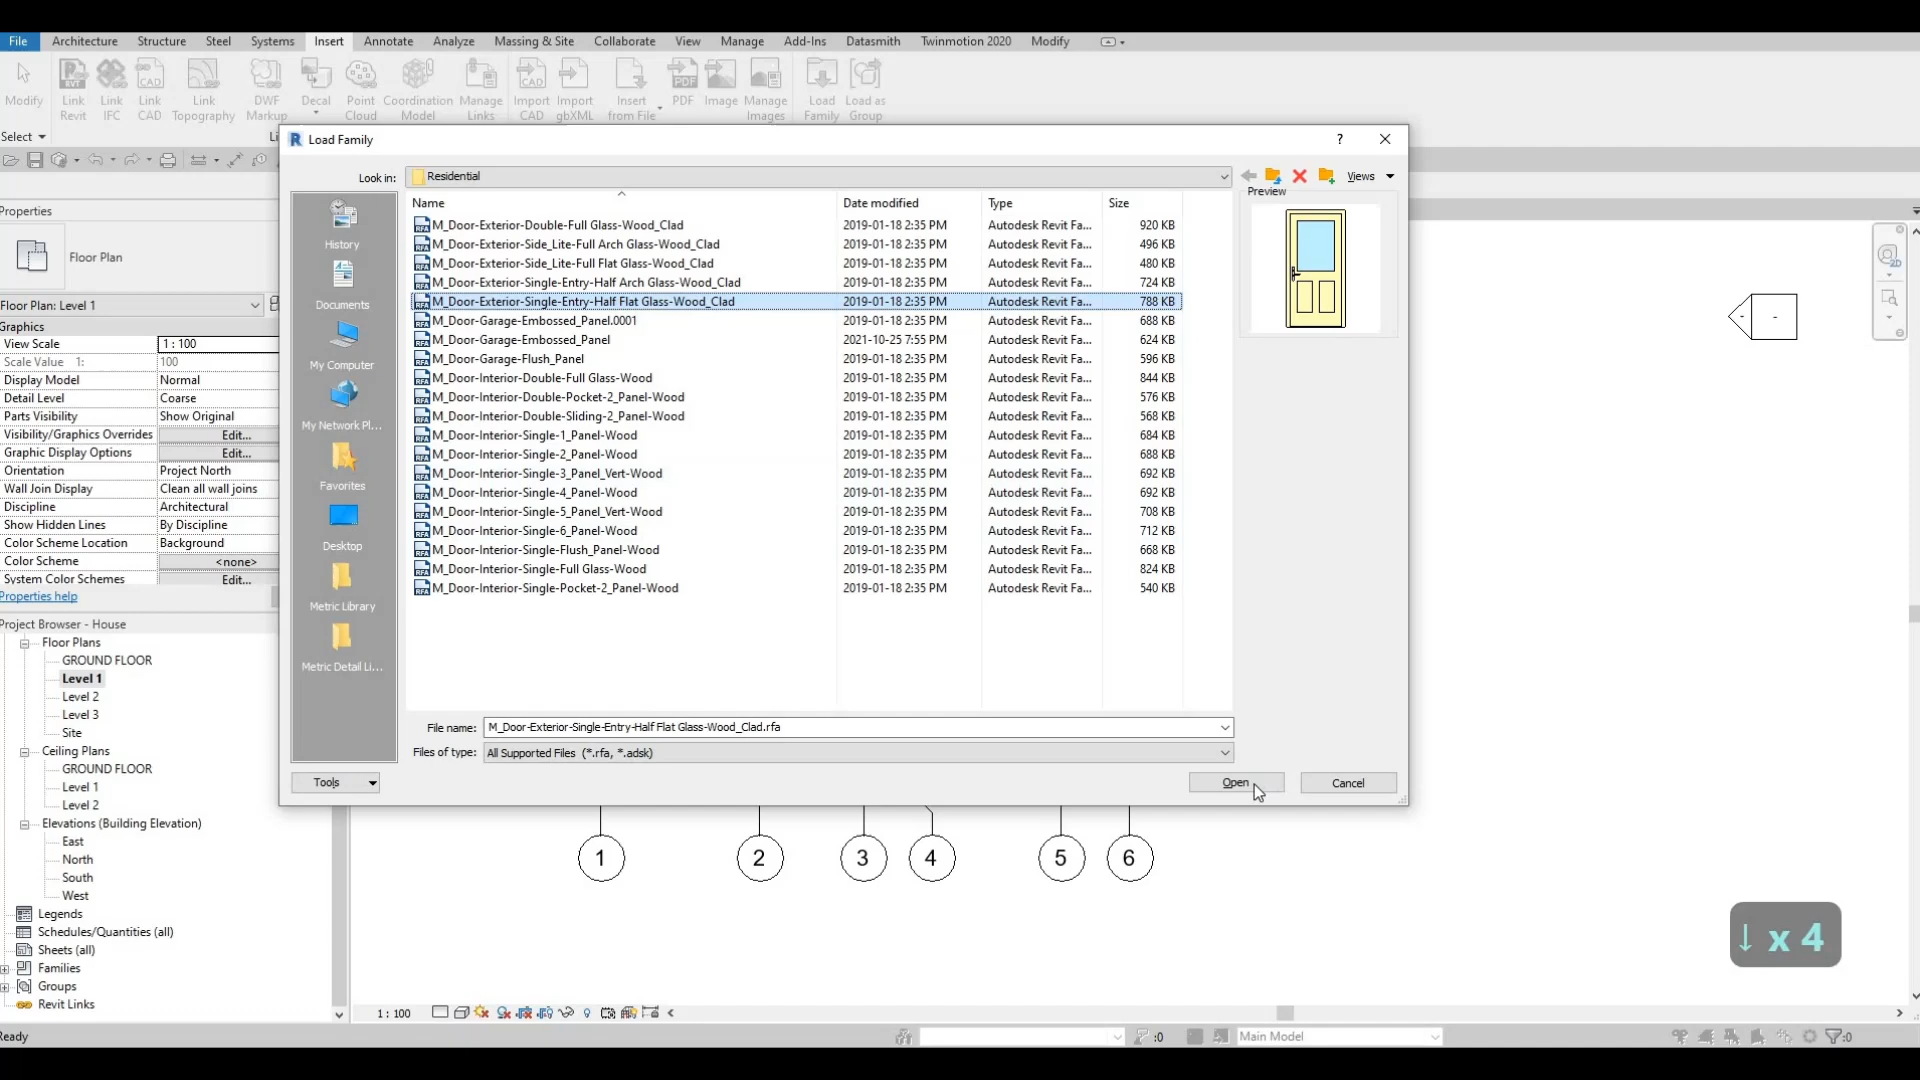 File Architecture Structure Steel Systems Insert Annotate Analyze Massing & Site Collaborate View Manage Add-Ins Datasmith Twinmotion 2020 Modify
Modify Link Revit Link IFC Link CAD Link Topography DWF Markup Decal Point Cloud Coordination Model Manage Links Import CAD Import gbXML Insert from File PDF Image Manage Images Load Family Load as Group
Select
Load Family
? ×
Look in: Residential
Views
Preview
Name Date modified Type Size
M_Door-Exterior-Double-Full Glass-Wood_Clad 2019-01-18 2:35 PM Autodesk Revit Fa... 920 KB
M_Door-Exterior-Side_Lite-Full Arch Glass-Wood_Clad 2019-01-18 2:35 PM Autodesk Revit Fa... 496 KB
M_Door-Exterior-Side_Lite-Full Flat Glass-Wood_Clad 2019-01-18 2:35 PM Autodesk Revit Fa... 480 KB
M_Door-Exterior-Single-Entry-Half Arch Glass-Wood_Clad 2019-01-18 2:35 PM Autodesk Revit Fa... 724 KB
M_Door-Exterior-Single-Entry-Half Flat Glass-Wood_Clad 2019-01-18 2:35 PM Autodesk Revit Fa... 788 KB
M_Door-Garage-Embossed_Panel.0001 2019-01-18 2:35 PM Autodesk Revit Fa... 688 KB
M_Door-Garage-Embossed_Panel 2021-10-25 7:55 PM Autodesk Revit Fa... 624 KB
M_Door-Garage-Flush_Panel 2019-01-18 2:35 PM Autodesk Revit Fa... 596 KB
M_Door-Interior-Double-Full Glass-Wood 2019-01-18 2:35 PM Autodesk Revit Fa... 844 KB
M_Door-Interior-Double-Pocket-2_Panel-Wood 2019-01-18 2:35 PM Autodesk Revit Fa... 576 KB
M_Door-Interior-Double-Sliding-2_Panel-Wood 2019-01-18 2:35 PM Autodesk Revit Fa... 568 KB
M_Door-Interior-Single-1_Panel-Wood 2019-01-18 2:35 PM Autodesk Revit Fa... 684 KB
M_Door-Interior-Single-2_Panel-Wood 2019-01-18 2:35 PM Autodesk Revit Fa... 688 KB
M_Door-Interior-Single-3_Panel_Vert-Wood 2019-01-18 2:35 PM Autodesk Revit Fa... 692 KB
M_Door-Interior-Single-4_Panel-Wood 2019-01-18 2:35 PM Autodesk Revit Fa... 692 KB
M_Door-Interior-Single-5_Panel_Vert-Wood 2019-01-18 2:35 PM Autodesk Revit Fa... 708 KB
M_Door-Interior-Single-6_Panel-Wood 2019-01-18 2:35 PM Autodesk Revit Fa... 712 KB
M_Door-Interior-Single-Flush_Panel-Wood 2019-01-18 2:35 PM Autodesk Revit Fa... 668 KB
M_Door-Interior-Single-Full Glass-Wood 2019-01-18 2:35 PM Autodesk Revit Fa... 824 KB
M_Door-Interior-Single-Pocket-2_Panel-Wood 2019-01-18 2:35 PM Autodesk Revit Fa... 540 KB
History
Documents
My Computer
My Network Pl...
Favorites
Desktop
Metric Library
Metric Detail Li...
File name: M_Door-Exterior-Single-Entry-Half Flat Glass-Wood_Clad.rfa
Files of type: All Supported Files (*.rfa, *.adsk)
Tools
Open
Cancel
Properties
Floor Plan
Floor Plan: Level 1
Graphics
View Scale 1 : 100
Scale Value 1: 100
Display Model Normal
Detail Level Coarse
Parts Visibility Show Original
Visibility/Graphics Overrides Edit...
Graphic Display Options Edit...
Orientation Project North
Wall Join Display Clean all wall joins
Discipline Architectural
Show Hidden Lines By Discipline
Color Scheme Location Background
Color Scheme <none>
System Color Schemes Edit...
Properties help
Project Browser - House
Floor Plans
GROUND FLOOR
Level 1
Level 2
Level 3
Site
Ceiling Plans
GROUND FLOOR
Level 1
Level 2
Elevations (Building Elevation)
East
North
South
West
Legends
Schedules/Quantities (all)
Sheets (all)
Families
Groups
Revit Links
1 2 3 4 5 6
↓ x 4
1 : 100
Ready
:0
Main Model
:0